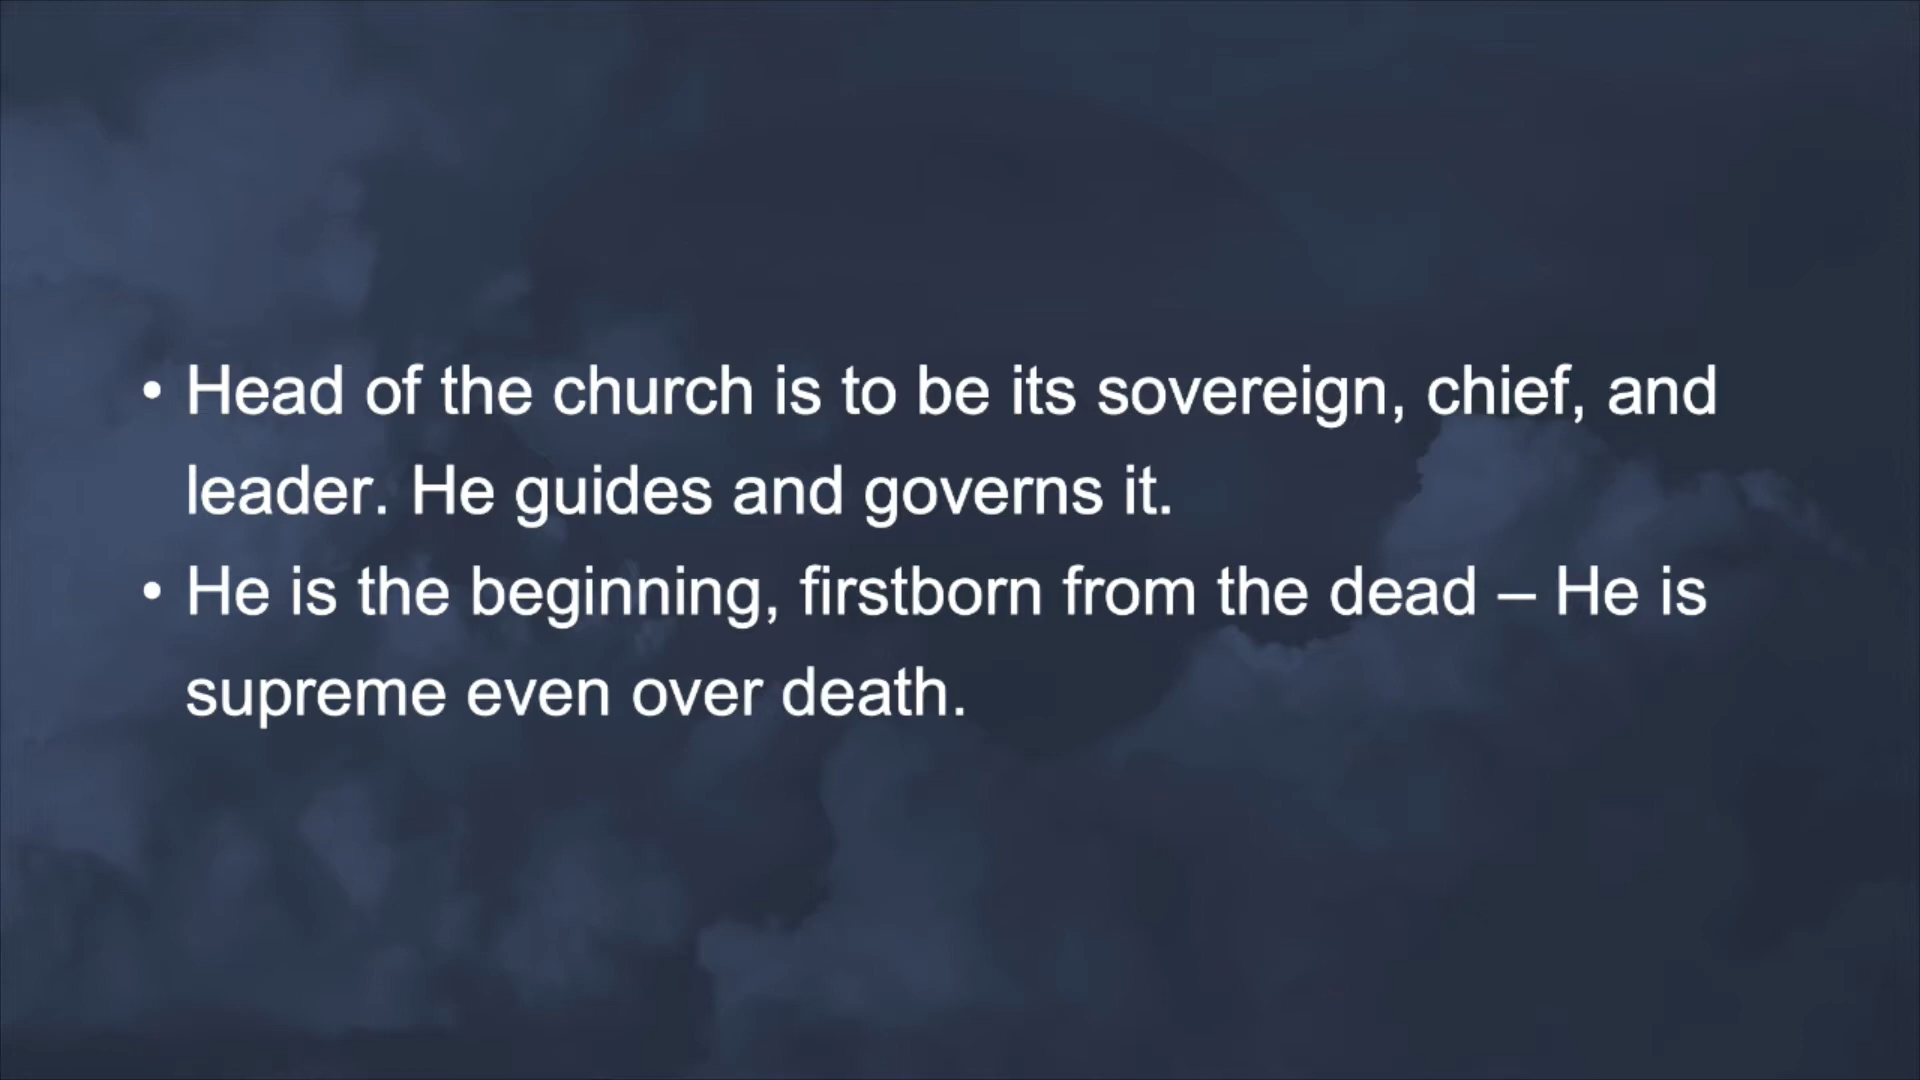 • Head of the church is to be its sovereign, chief, and
leader. He guides and governs it.
• He is the beginning, firstborn from the dead – He is
supreme even over death.